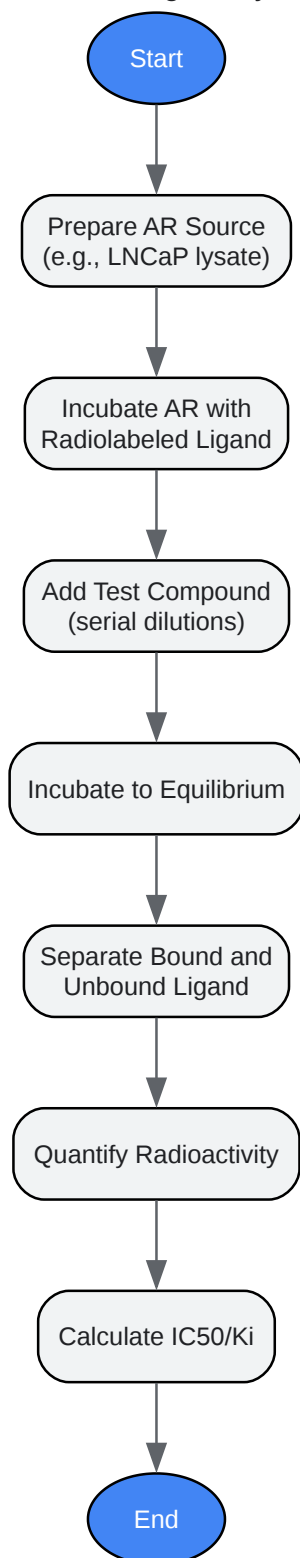 Start
Prepare AR Source
(e.g., LNCaP lysate)
Incubate AR with
Radiolabeled Ligand
Add Test Compound
(serial dilutions)
Incubate to Equilibrium
Separate Bound and
Unbound Ligand
Quantify Radioactivity
Calculate IC50/Ki
End